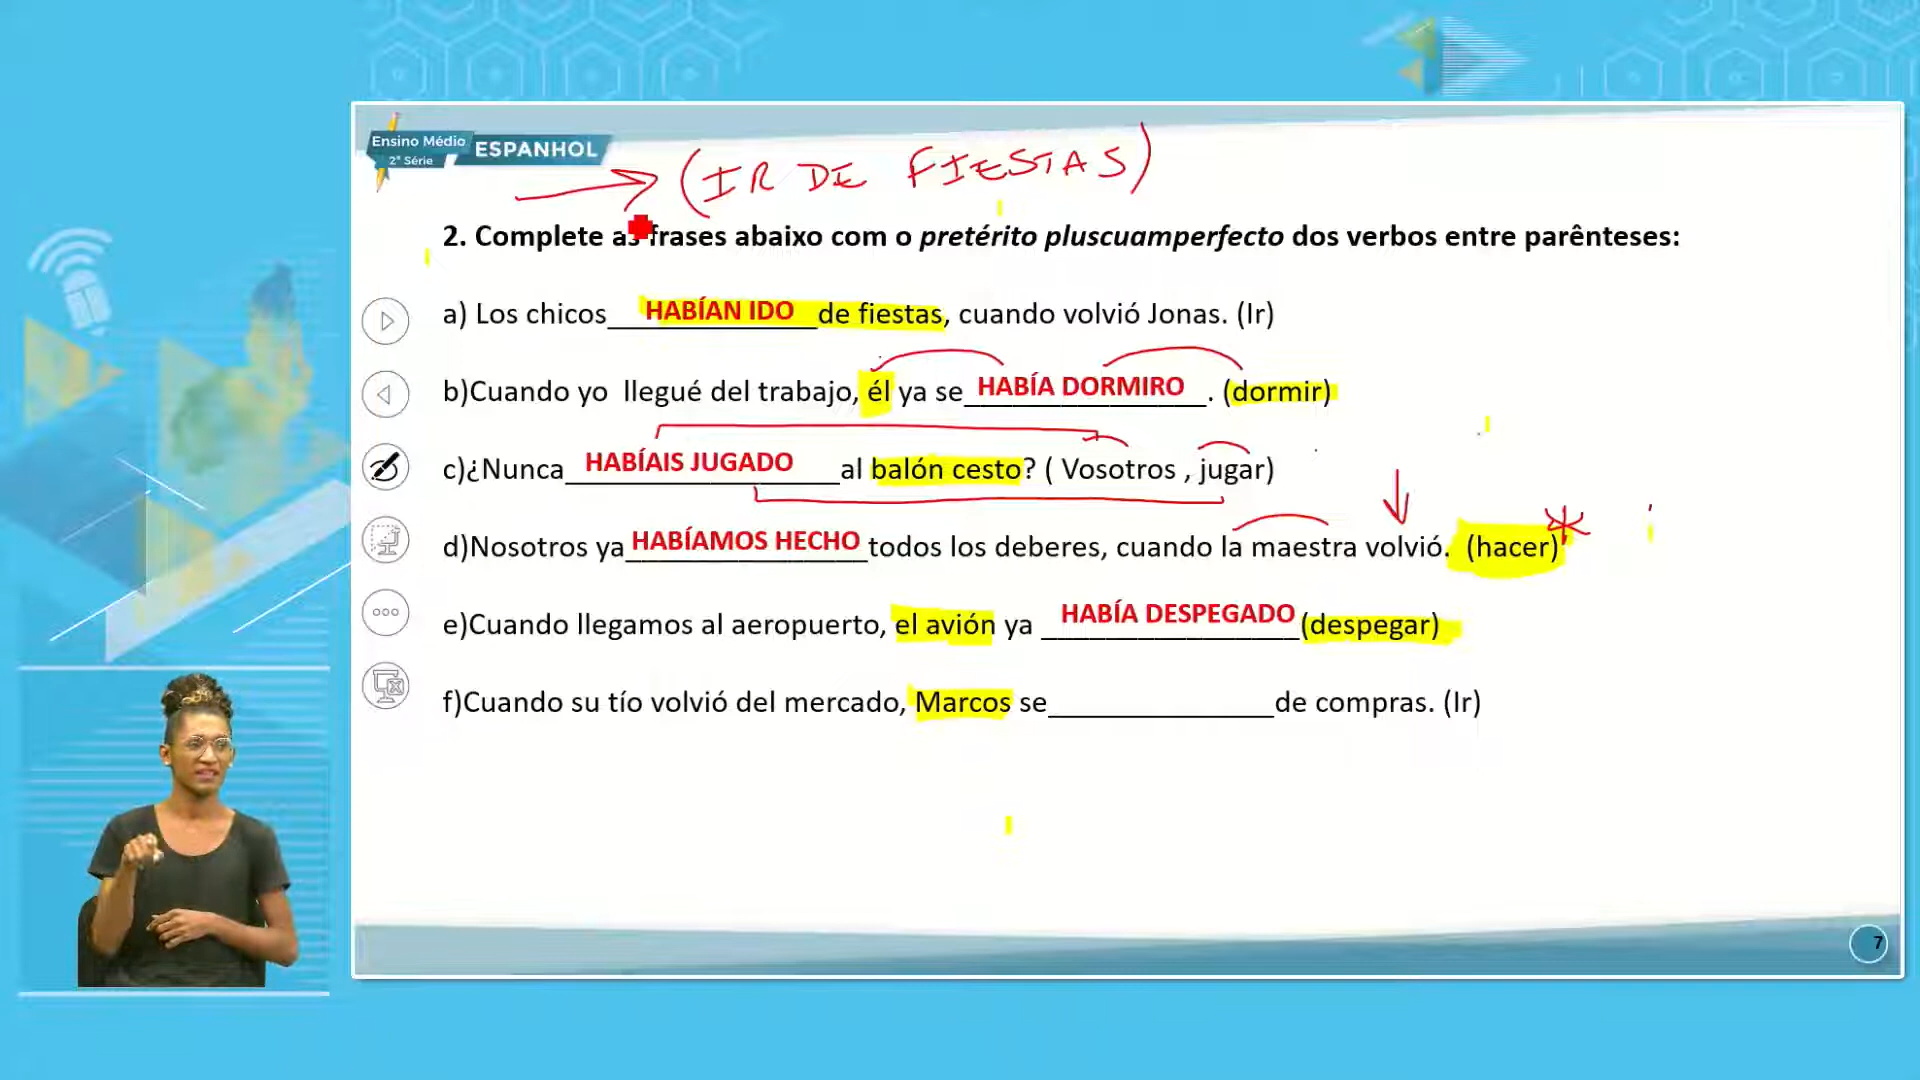 Ensino Médio
2ª Série
ESPANHOL
(IR DE FIESTAS)
2. Complete as frases abaixo com o pretérito pluscuamperfecto dos verbos entre parênteses:
a) Los chicos HABÍAN IDO de fiestas, cuando volvió Jonas. (Ir)
b)Cuando yo llegué del trabajo, él ya se HABÍA DORMIRO. (dormir)
c)¿Nunca HABÍAIS JUGADO al balón cesto? ( Vosotros , jugar)
d)Nosotros ya HABÍAMOS HECHO todos los deberes, cuando la maestra volvió. (hacer)*
e)Cuando llegamos al aeropuerto, el avión ya HABÍA DESPEGADO (despegar)
f)Cuando su tío volvió del mercado, Marcos se______________de compras. (Ir)
7